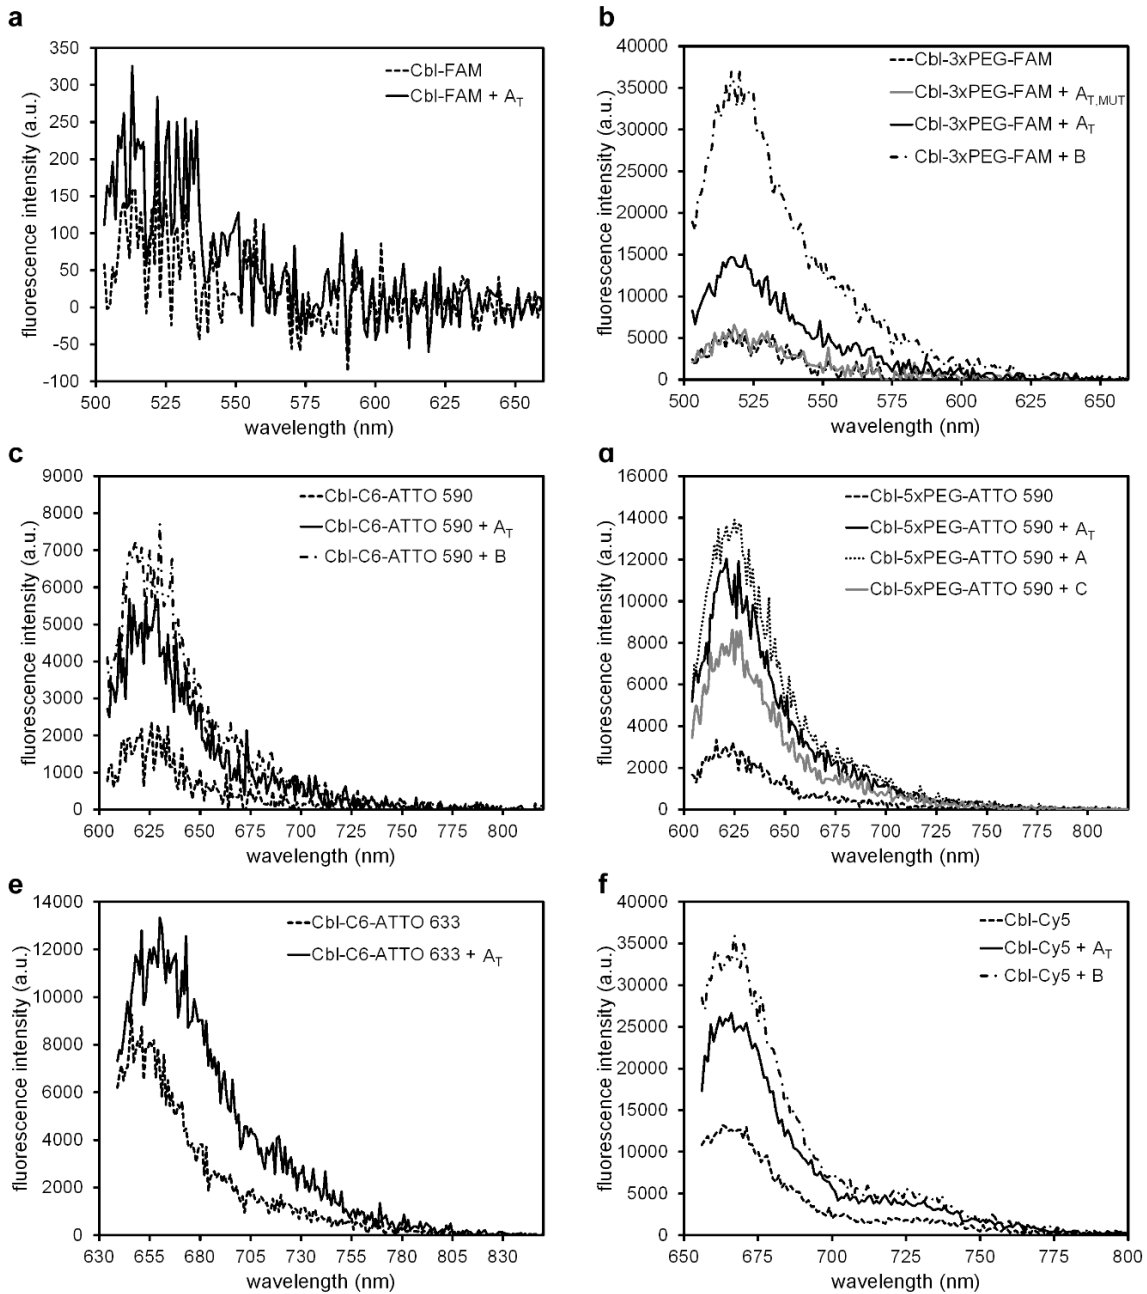 a
fluorescence intensity (a.u.)
350
300
250
200
150
100
50
0
-50
-100
Cbl-FAM
Cbl-FAM + AT
500 525 550 575 600 625 650
wavelength (nm)
b
fluorescence intensity (a.u.)
40000
35000
30000
25000
20000
15000
10000
5000
0
Cbl-3xPEG-FAM
Cbl-3xPEG-FAM + AT,MUT
Cbl-3xPEG-FAM + AT
Cbl-3xPEG-FAM + B
500 525 550 575 600 625 650
wavelength (nm)
c
fluorescence intensity (a.u.)
9000
8000
7000
6000
5000
4000
3000
2000
1000
0
Cbl-C6-ATTO 590
Cbl-C6-ATTO 590 + AT
Cbl-C6-ATTO 590 + B
600 625 650 675 700 725 750 775 800
wavelength (nm)
d
fluorescence intensity (a.u.)
16000
14000
12000
10000
8000
6000
4000
2000
0
Cbl-5xPEG-ATTO 590
Cbl-5xPEG-ATTO 590 + AT
Cbl-5xPEG-ATTO 590 + A
Cbl-5xPEG-ATTO 590 + C
600 625 650 675 700 725 750 775 800
wavelength (nm)
e
fluorescence intensity (a.u.)
14000
12000
10000
8000
6000
4000
2000
0
Cbl-C6-ATTO 633
Cbl-C6-ATTO 633 + AT
630 655 680 705 730 755 780 805 830
wavelength (nm)
f
fluorescence intensity (a.u.)
40000
35000
30000
25000
20000
15000
10000
5000
0
Cbl-Cy5
Cbl-Cy5 + AT
Cbl-Cy5 + B
650 675 700 725 750 775 800
wavelength (nm)